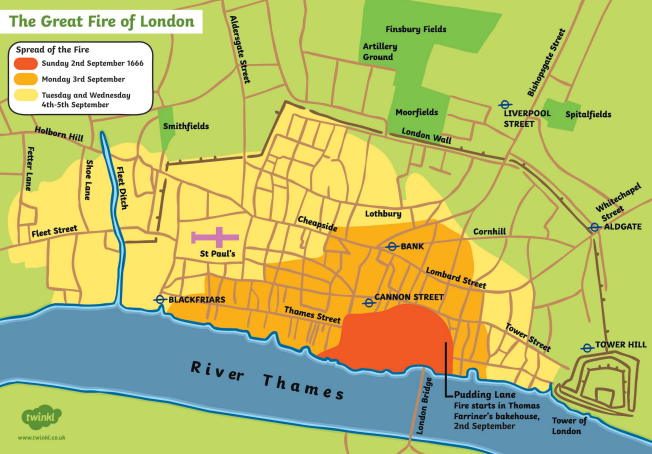 The Great Fire of London
Spread of the Fire
Sunday 2nd September 1666
Monday 3rd September
Tuesday and Wednesday
4th-5th September
Aldersgate Street
Finsbury Fields
Artillery
Ground
Bishopsgate Street
Moorfields
LIVERPOOL
STREET
Spitalfields
Smithfields
London Wall
Holborn Hill
Fetter Lane
Shoe Lane
Fleet Ditch
Whitechapel
Street
ALDGATE
Lothbury
Cheapside
Cornhill
Fleet Street
St Paul's
BANK
Lombard Street
BLACKFRIARS
CANNON STREET
Thames Street
Tower Street
TOWER HILL
River Thames
London Bridge
Pudding Lane
Fire starts in Thomas
Farriner's bakehouse,
2nd September
Tower of
London
twinkl
www.twinkl.co.uk